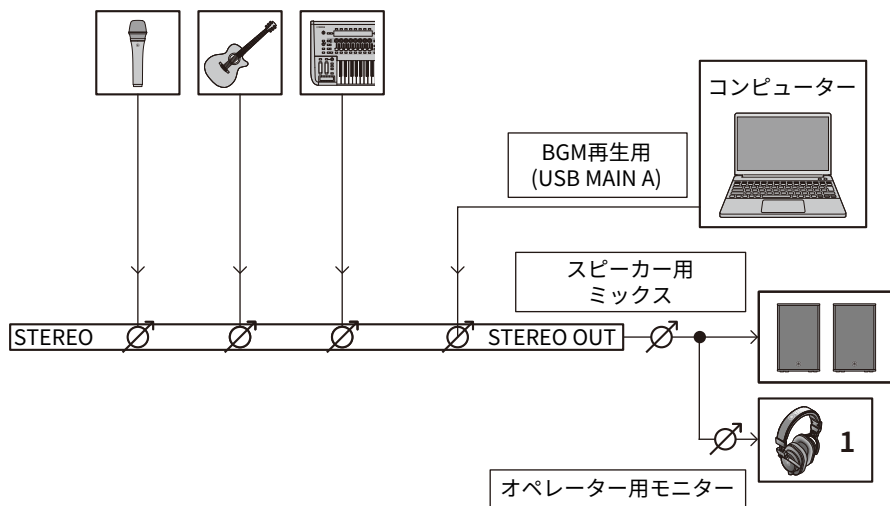 コンピューター
BGM再生用
(USB MAIN A)
スピーカー用
ミックス
STEREO
STEREO OUT
1
オペレーター用モニター